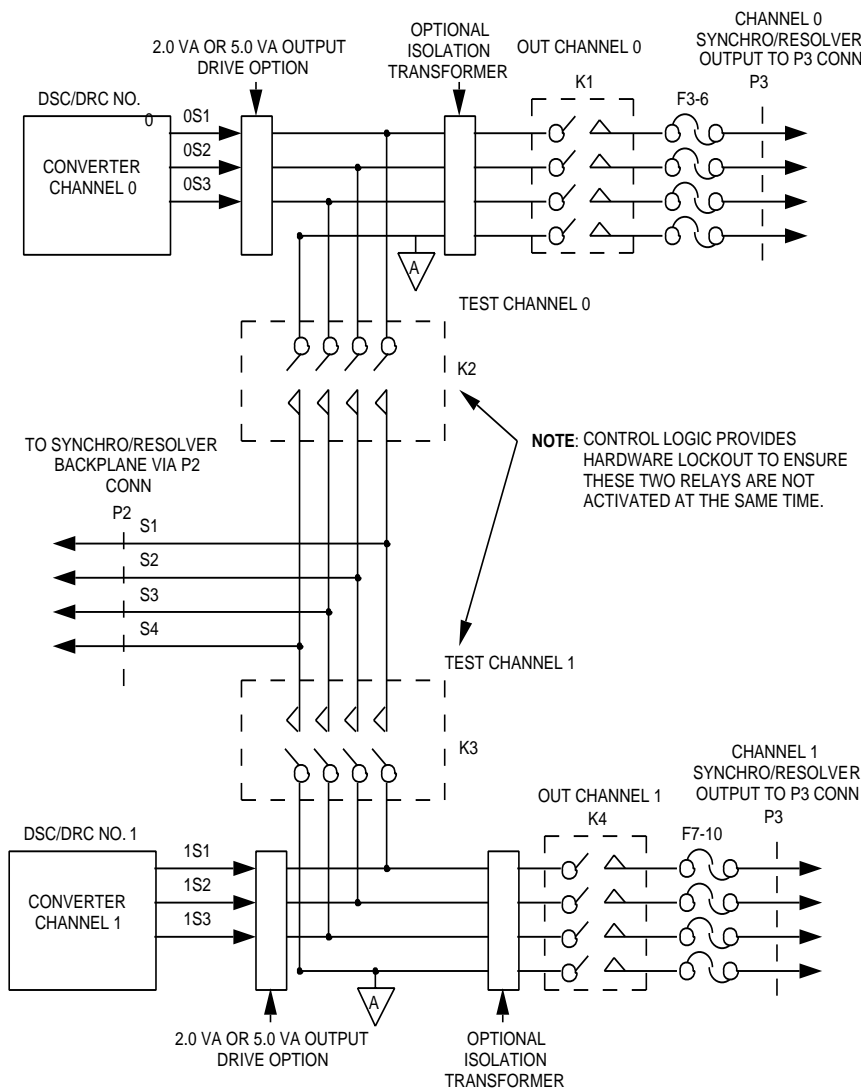 CHANNEL 0
SYNCHRO/RESOLVER
OUTPUT TO P3 CONN
P3
OPTIONAL
ISOLATION
TRANSFORMER
OUT CHANNEL 0
K1
F3-6
2.0 VA OR 5.0 VA OUTPUT
DRIVE OPTION
DSC/DRC NO.
0
0S1
0S2
0S3
CONVERTER
CHANNEL 0
A
TEST CHANNEL 0
K2
NOTE: CONTROL LOGIC PROVIDES
HARDWARE LOCKOUT TO ENSURE
THESE TWO RELAYS ARE NOT
ACTIVATED AT THE SAME TIME.
TO SYNCHRO/RESOLVER
BACKPLANE VIA P2
CONN
P2
S1
S2
S3
S4
TEST CHANNEL 1
K3
CHANNEL 1
SYNCHRO/RESOLVER
OUTPUT TO P3 CONN
P3
OUT CHANNEL 1
K4
F7-10
DSC/DRC NO. 1
1S1
1S2
1S3
CONVERTER
CHANNEL 1
A
2.0 VA OR 5.0 VA OUTPUT
DRIVE OPTION
OPTIONAL
ISOLATION
TRANSFORMER